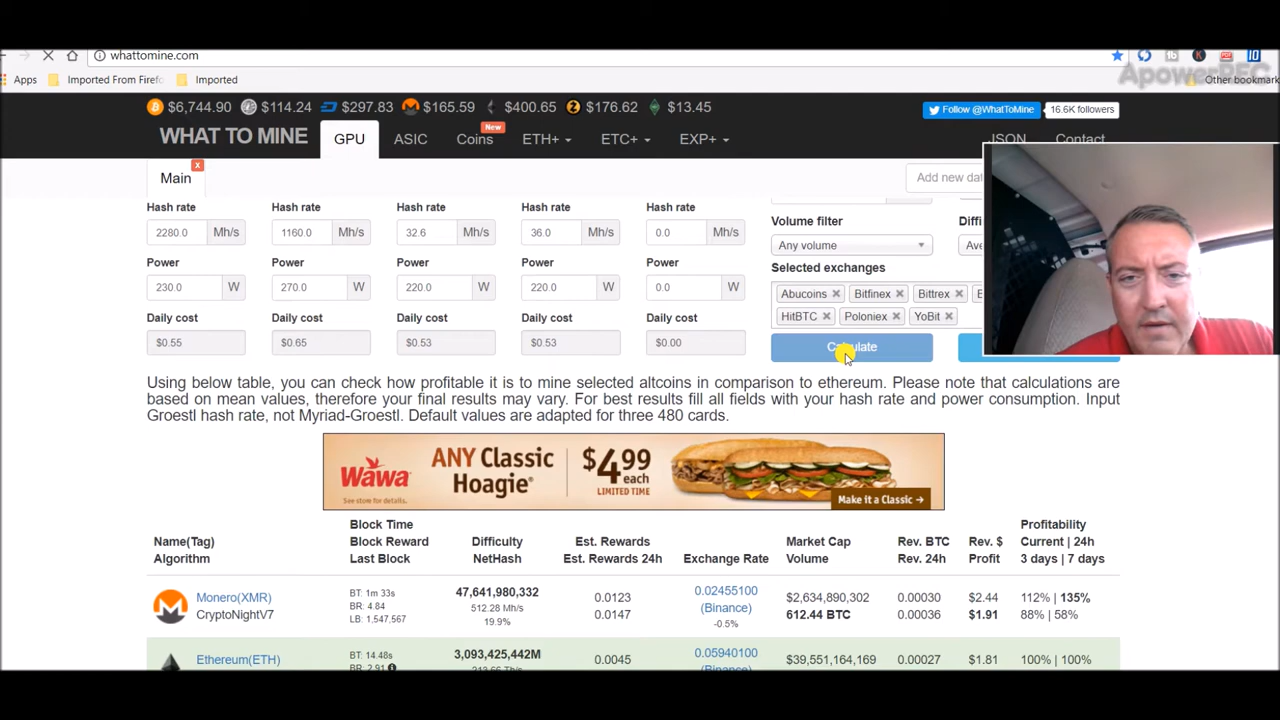 whattomine.com
Apps Imported From Firefo Imported Other bookmark
ApowerREC
$6,744.90 $114.24 $297.83 $165.59 $400.65 $176.62 $13.45 Follow @WhatToMine 16.6K followers
WHAT TO MINE GPU ASIC Coins New ETH+ ETC+ EXP+ JSON Contact
Main x Add new da
Hash rate Hash rate Hash rate Hash rate Hash rate Volume filter Diffi
2280.0 Mh/s 1160.0 Mh/s 32.6 Mh/s 36.0 Mh/s 0.0 Mh/s Any volume Ave
Power Power Power Power Power Selected exchanges
230.0 W 270.0 W 220.0 W 220.0 W 0.0 W Abucoins × Bitfinex × Bittrex ×
Daily cost Daily cost Daily cost Daily cost Daily cost HitBTC × Poloniex × YoBit ×
$0.55 $0.65 $0.53 $0.53 $0.00 Calculate
Using below table, you can check how profitable it is to mine selected altcoins in comparison to ethereum. Please note that calculations are
based on mean values, therefore your final results may vary. For best results fill all fields with your hash rate and power consumption. Input
Groestl hash rate, not Myriad-Groestl. Default values are adapted for three 480 cards.
Wawa ANY Classic Hoagie $4.99 each LIMITED TIME
See store for details. Make it a Classic →
Name(Tag) Algorithm
Block Time Block Reward Last Block
Difficulty NetHash
Est. Rewards Est. Rewards 24h
Exchange Rate
Market Cap Volume
Rev. BTC Rev. 24h
Rev. $ Profit
Profitability Current | 24h 3 days | 7 days
Monero(XMR) BT: 1m 33s 47,641,980,332 0.0123 0.02455100 $2,634,890,302 0.00030 $2.44 112% | 135%
CryptoNightV7 BR: 4.84 512.28 Mh/s 0.0147 (Binance) 612.44 BTC 0.00036 $1.91 88% | 58%
LB: 1,547,567 19.9% -0.5%
Ethereum(ETH) BT: 14.48s 3,093,425,442M 0.0045 0.05940100 $39,551,164,169 0.00027 $1.81 100% | 100%
BR: 2.91 213.66 Th/s (Binance)